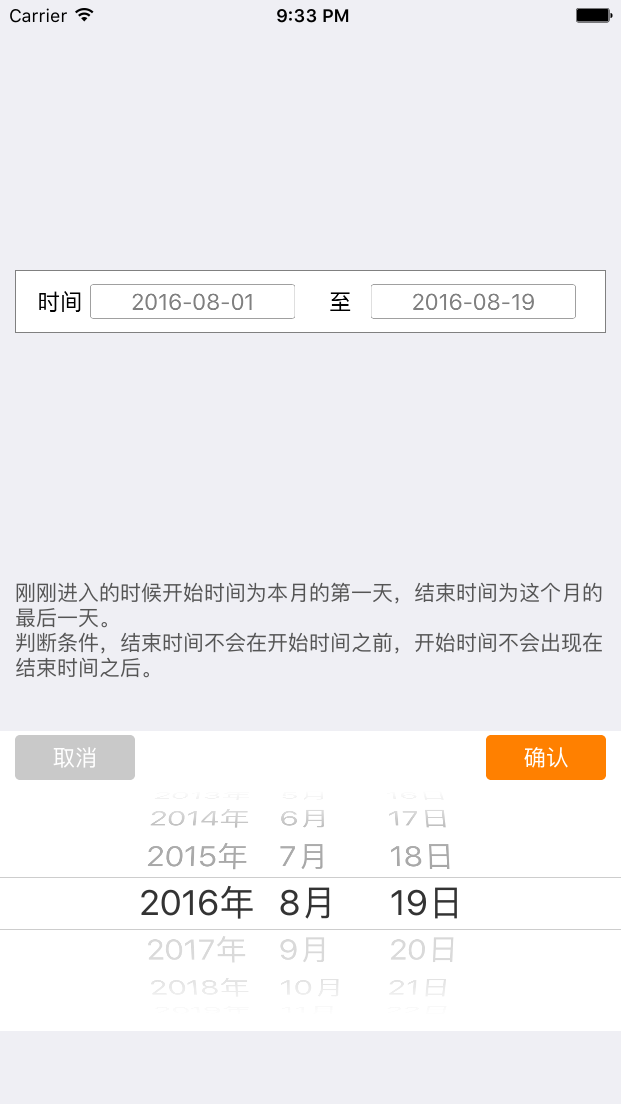 Carrier 9:33 PM
时间 2016-08-01 至 2016-08-19
刚刚进入的时候开始时间为本月的第一天，结束时间为这个月的
最后一天。
判断条件，结束时间不会在开始时间之前，开始时间不会出现在
结束时间之后。
取消 确认
2014年 6月 17日
2015年 7月 18日
2016年 8月 19日
2017年 9月 20日
2018年 10月 21日